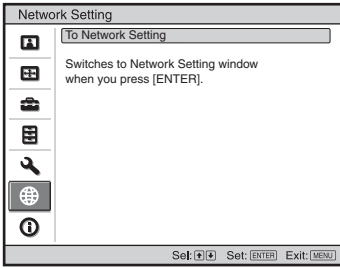 Network Setting
To Network Setting
Switches to Network Setting window
when you press [ENTER].
Sel: Set: ENTER Exit: MENU